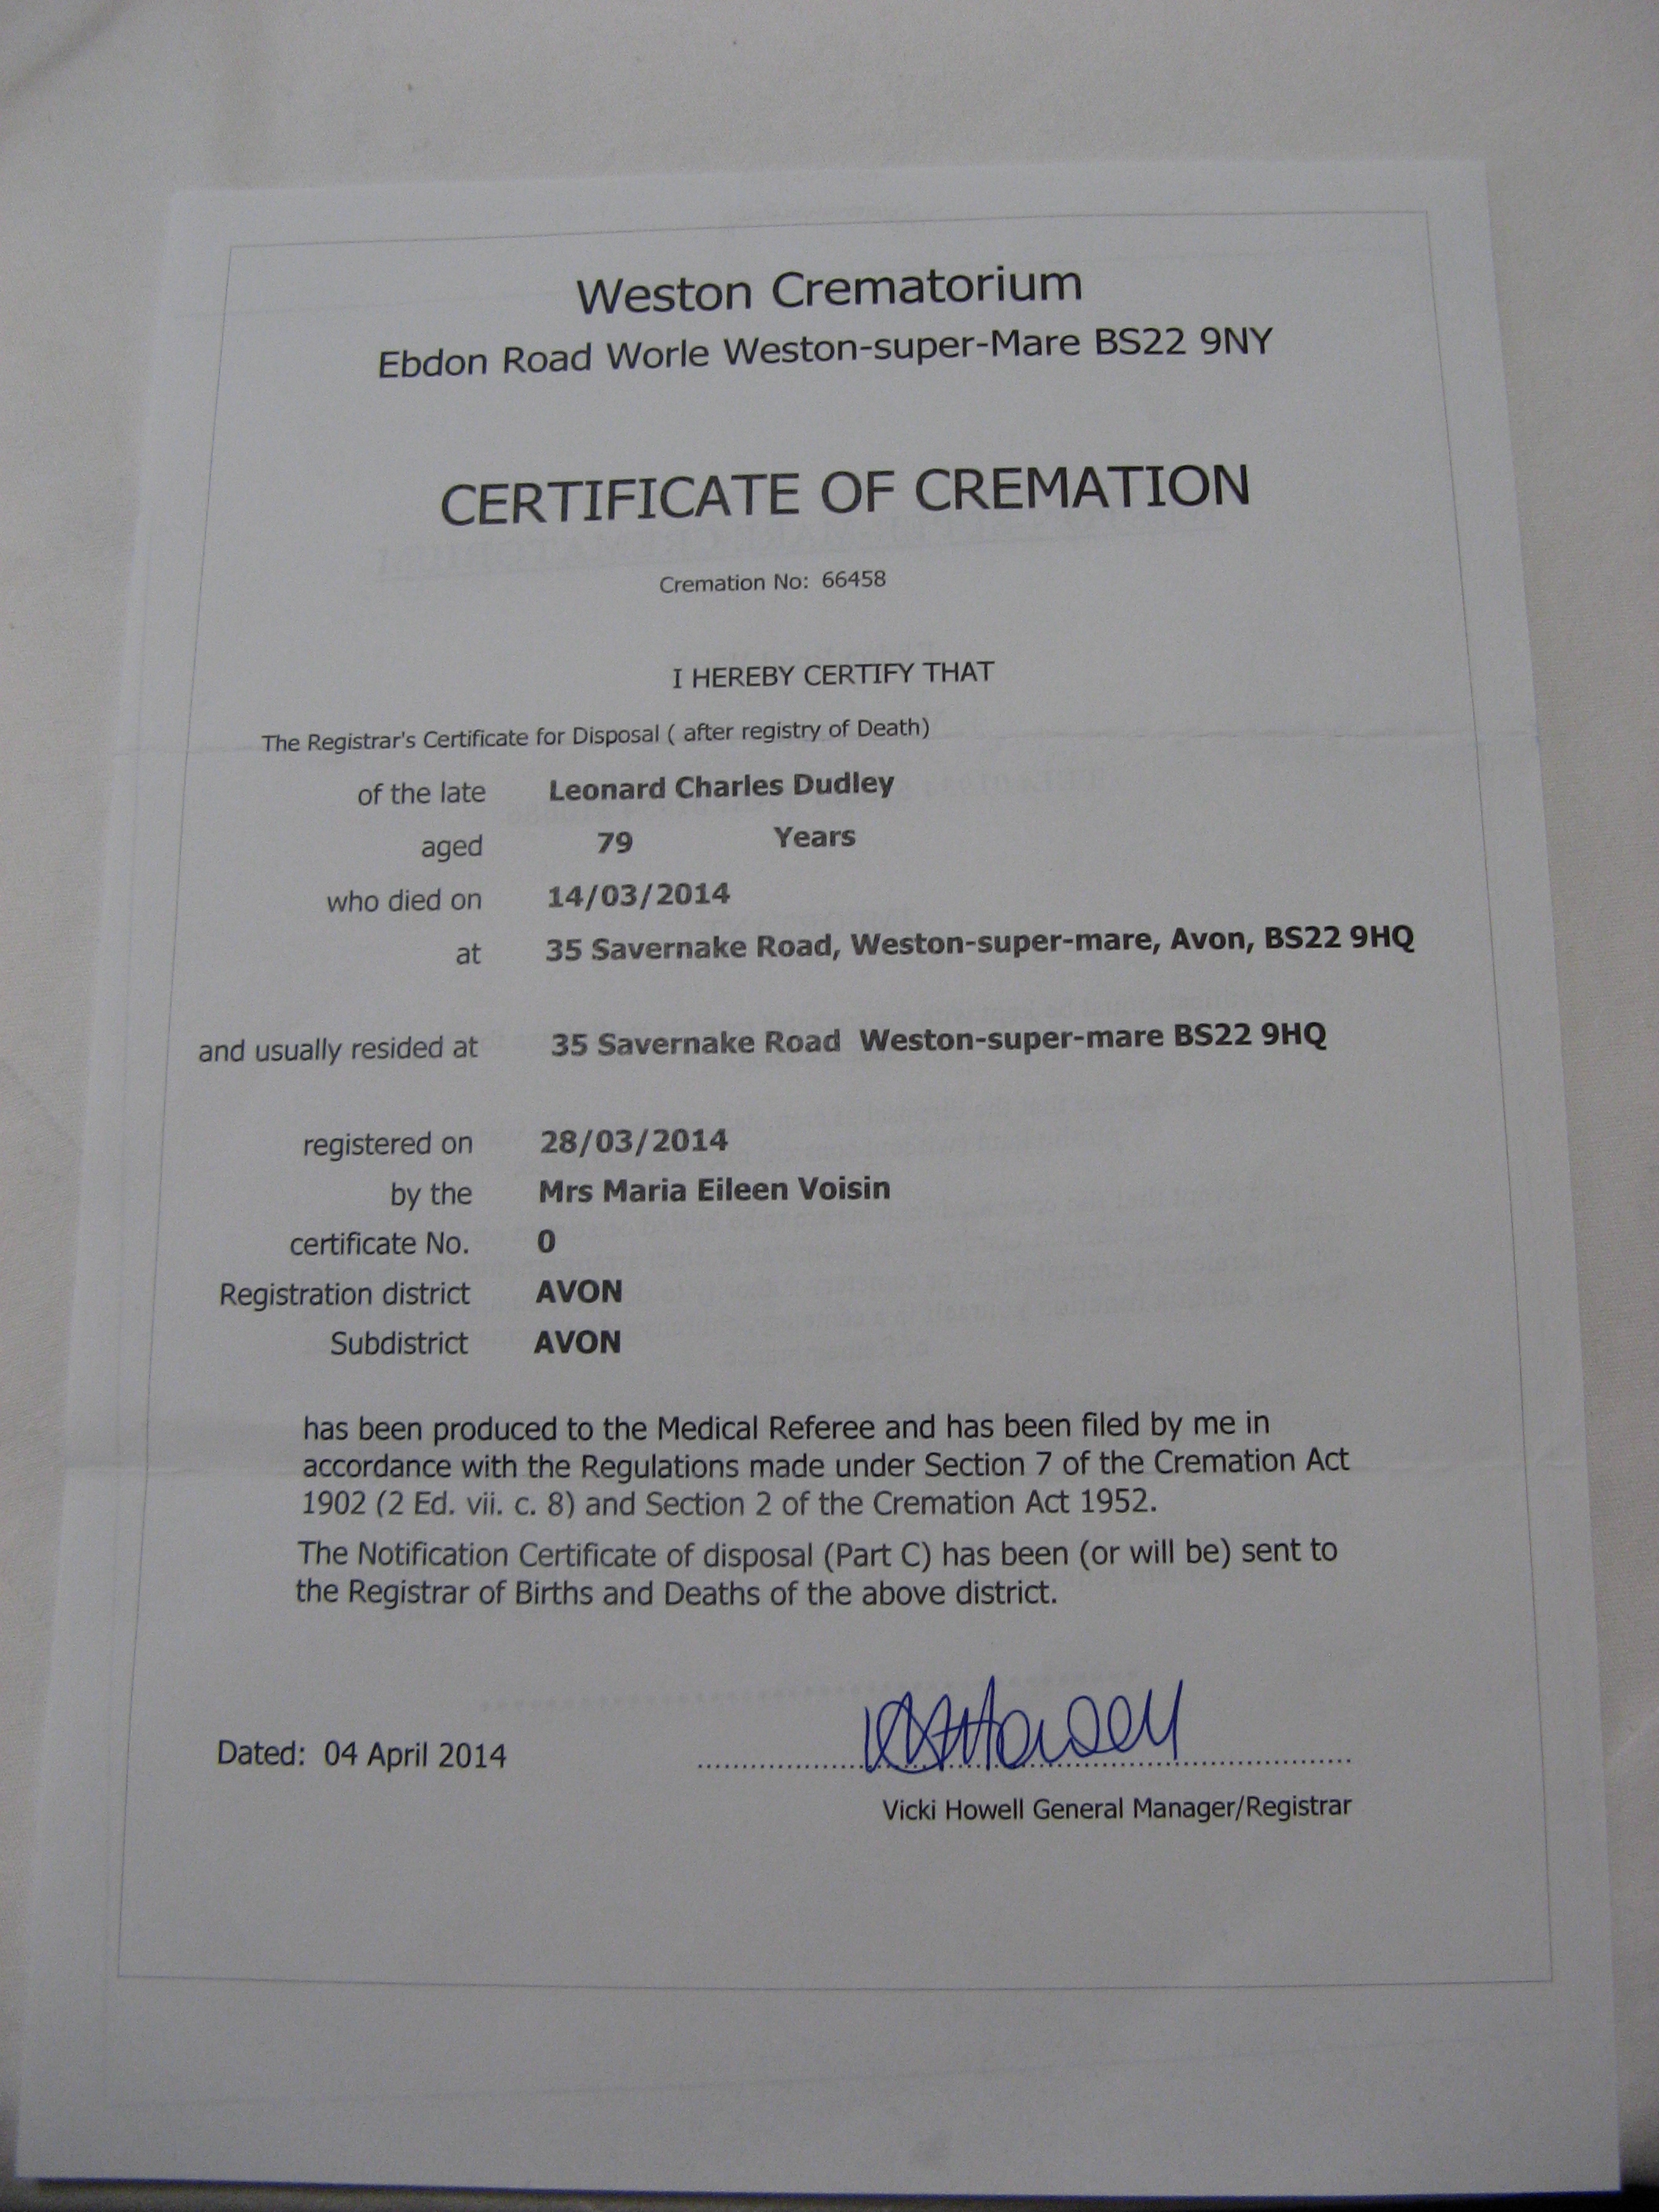 Weston Crematorium
Ebdon Road Worle Weston-super-Mare BS22 9NY
CERTIFICATE OF CREMATION
Cremation No: 66458
I HEREBY CERTIFY THAT
The Registrar's Certificate for Disposal ( after registry of Death)
of the late Leonard Charles Dudley
aged 79 Years
who died on 14/03/2014
at 35 Savernake Road, Weston-super-mare, Avon, BS22 9HQ
and usually resided at 35 Savernake Road Weston-super-mare BS22 9HQ
registered on 28/03/2014
by the Mrs Maria Eileen Voisin
certificate No. 0
Registration district AVON
Subdistrict AVON
has been produced to the Medical Referee and has been filed by me in
accordance with the Regulations made under Section 7 of the Cremation Act
1902 (2 Ed. vii. c. 8) and Section 2 of the Cremation Act 1952.
The Notification Certificate of disposal (Part C) has been (or will be) sent to
the Registrar of Births and Deaths of the above district.
Dated: 04 April 2014
Vicki Howell General Manager/Registrar